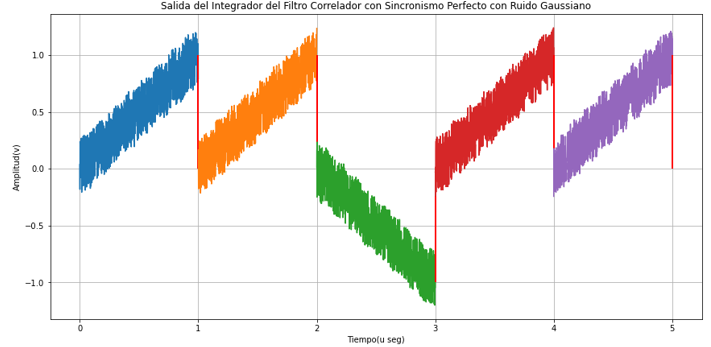 Salida del Integrador del Filtro Correlador con Sincronismo Perfecto con Ruido Gaussiano
1.0
0.5
0.0
−0.5
−1.0
Amplitud(v)
0 1 2 3 4 5
Tiempo(u seg)